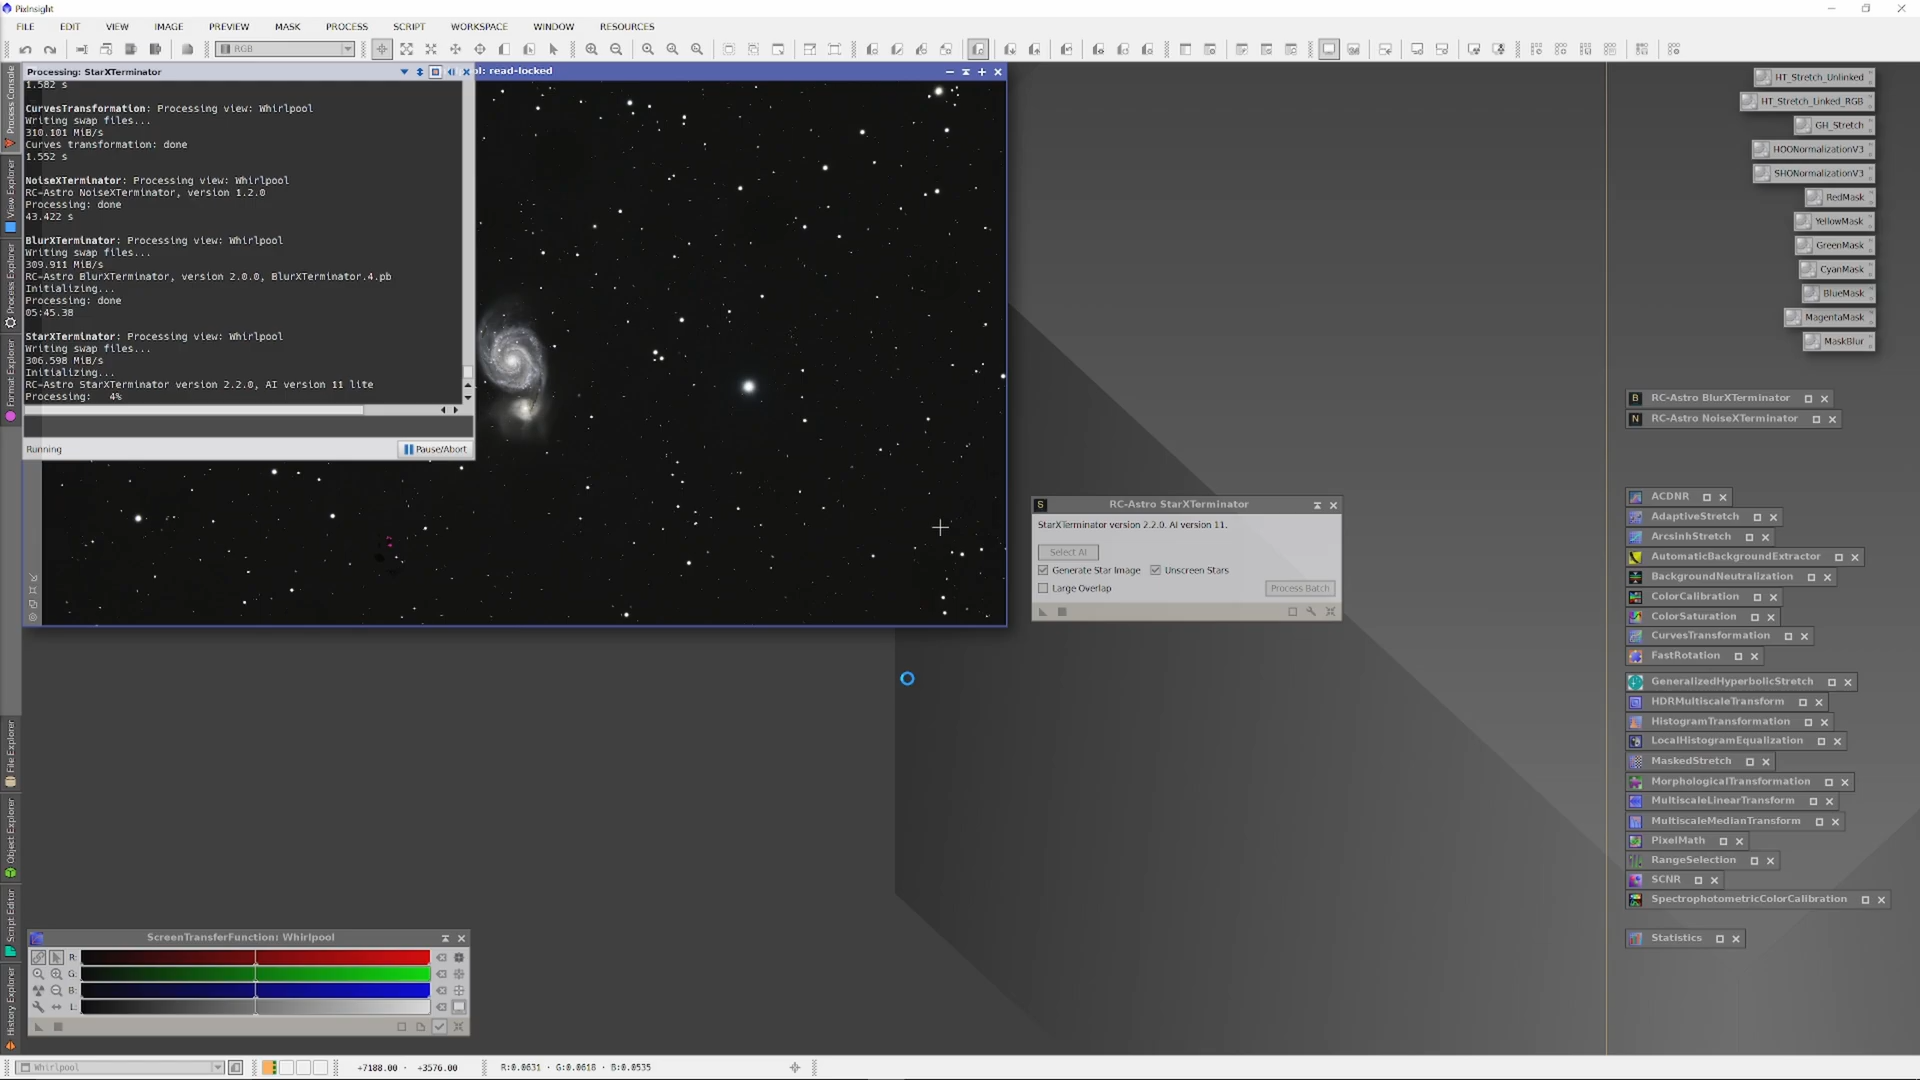 PixInsight
FILE EDIT VIEW IMAGE PREVIEW MASK PROCESS SCRIPT WORKSPACE WINDOW RESOURCES
RGB
Processing: StarXTerminator
ol: read-locked
1.582 s
CurvesTransformation: Processing view: Whirlpool
Writing swap files...
310.101 MiB/s
Curves transformation: done
1.552 s
NoiseXTerminator: Processing view: Whirlpool
RC-Astro NoiseXTerminator, version 1.2.0
Processing: done
43.422 s
BlurXTerminator: Processing view: Whirlpool
Writing swap files...
309.911 MiB/s
RC-Astro BlurXTerminator, version 2.0.0, BlurXTerminator.4.pb
Initializing...
Processing: done
05:45.38
StarXTerminator: Processing view: Whirlpool
Writing swap files...
306.598 MiB/s
Initializing...
RC-Astro StarXTerminator version 2.2.0, AI version 11 lite
Processing: 4%
Running
Pause/Abort
Process Console
View Explorer
Process Explorer
Format Explorer
File Explorer
Object Explorer
Script Editor
History Explorer
RC-Astro StarXTerminator
StarXTerminator version 2.2.0. AI version 11.
Select AI
Generate Star Image Unscreen Stars
Large Overlap
Process Batch
HT_Stretch_Unlinked
HT_Stretch_Linked_RGB
GH_Stretch
HOONormalizationV3
SHONormalizationV3
RedMask
YellowMask
GreenMask
CyanMask
BlueMask
MagentaMask
MaskBlur
B RC-Astro BlurXTerminator
N RC-Astro NoiseXTerminator
ACDNR
AdaptiveStretch
ArcsinhStretch
AutomaticBackgroundExtractor
BackgroundNeutralization
ColorCalibration
ColorSaturation
CurvesTransformation
FastRotation
GeneralizedHyperbolicStretch
HDRMultiscaleTransform
HistogramTransformation
LocalHistogramEqualization
MaskedStretch
MorphologicalTransformation
MultiscaleLinearTransform
MultiscaleMedianTransform
PixelMath
RangeSelection
SCNR
SpectrophotometricColorCalibration
Statistics
ScreenTransferFunction: Whirlpool
R:
G:
B:
L:
Whirlpool
+7188.00 · +3576.00
R:0.0631 · G:0.0618 · B:0.0535